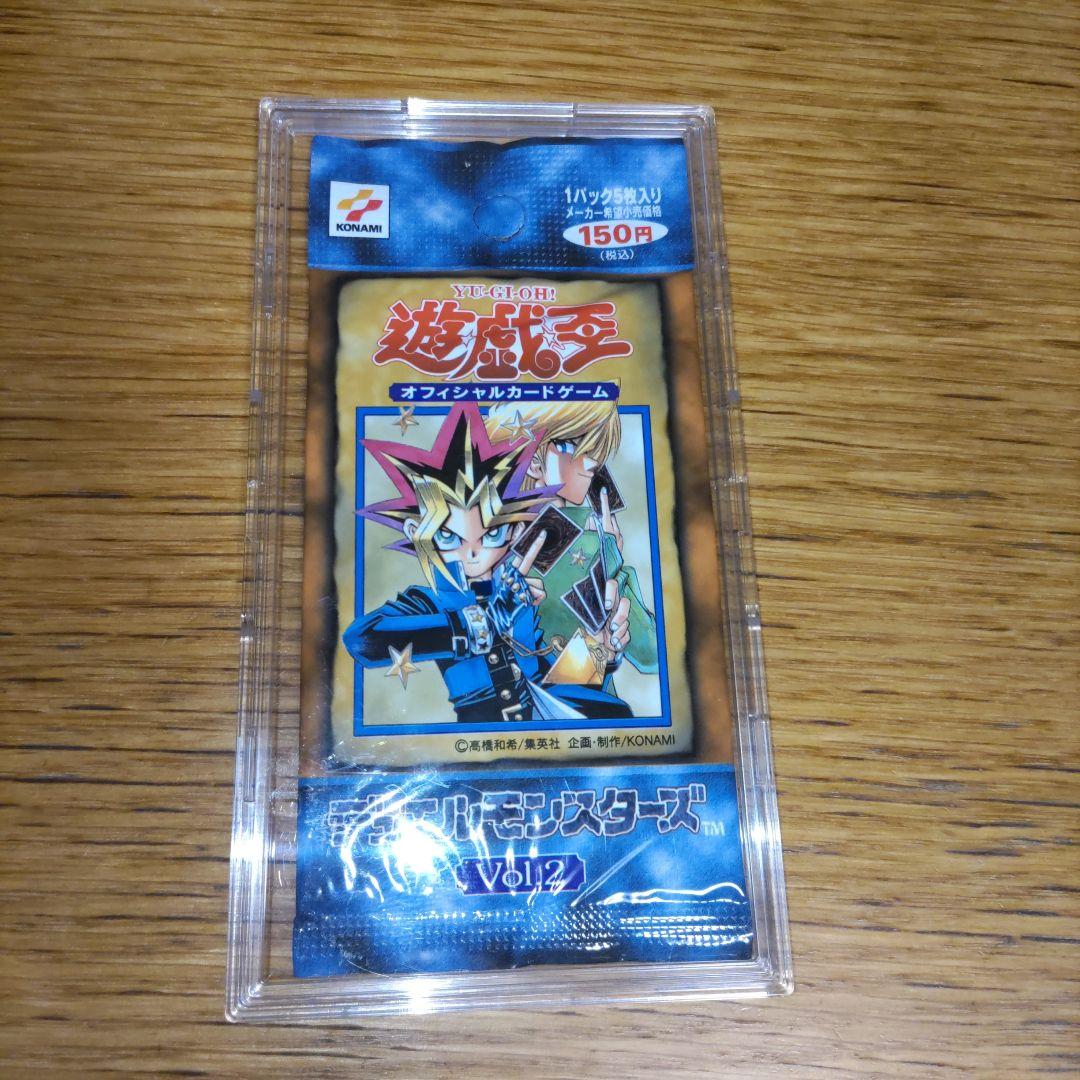 KONAMI
1パック5枚入り
メーカー希望小売価格
150円
(税込)
YU-GI-OH!
遊戯王
オフィシャルカードゲーム
©高橋和希/集英社 企画・制作/KONAMI
デュエルモンスターズ™
Vol.2